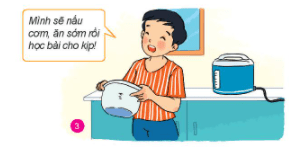 Mình sẽ nấu
cơm, ăn sớm rồi
học bài cho kịp!
3